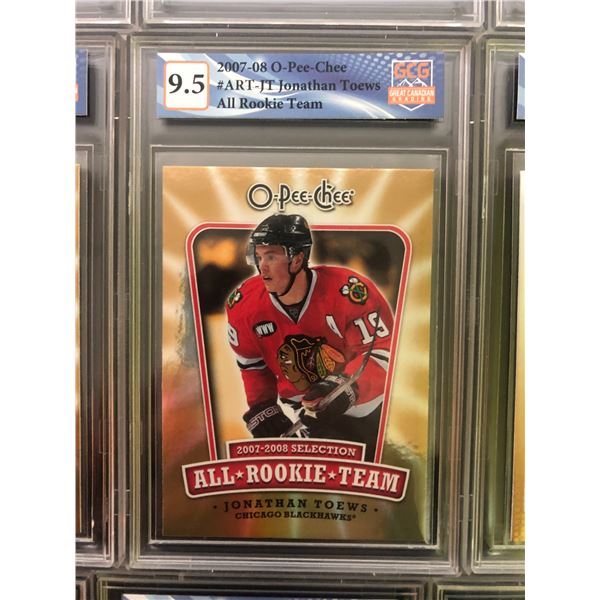 9.5
2007-08 O-Pee-Chee
#ART-JT Jonathan Toews
All Rookie Team
GCG
GREAT CANADIAN
GRADING
O-Pee-Chee
19
WWW
2007-2008 SELECTION
ALL★ROOKIE★TEAM
• JONATHAN TOEWS •
CHICAGO BLACKHAWKS®